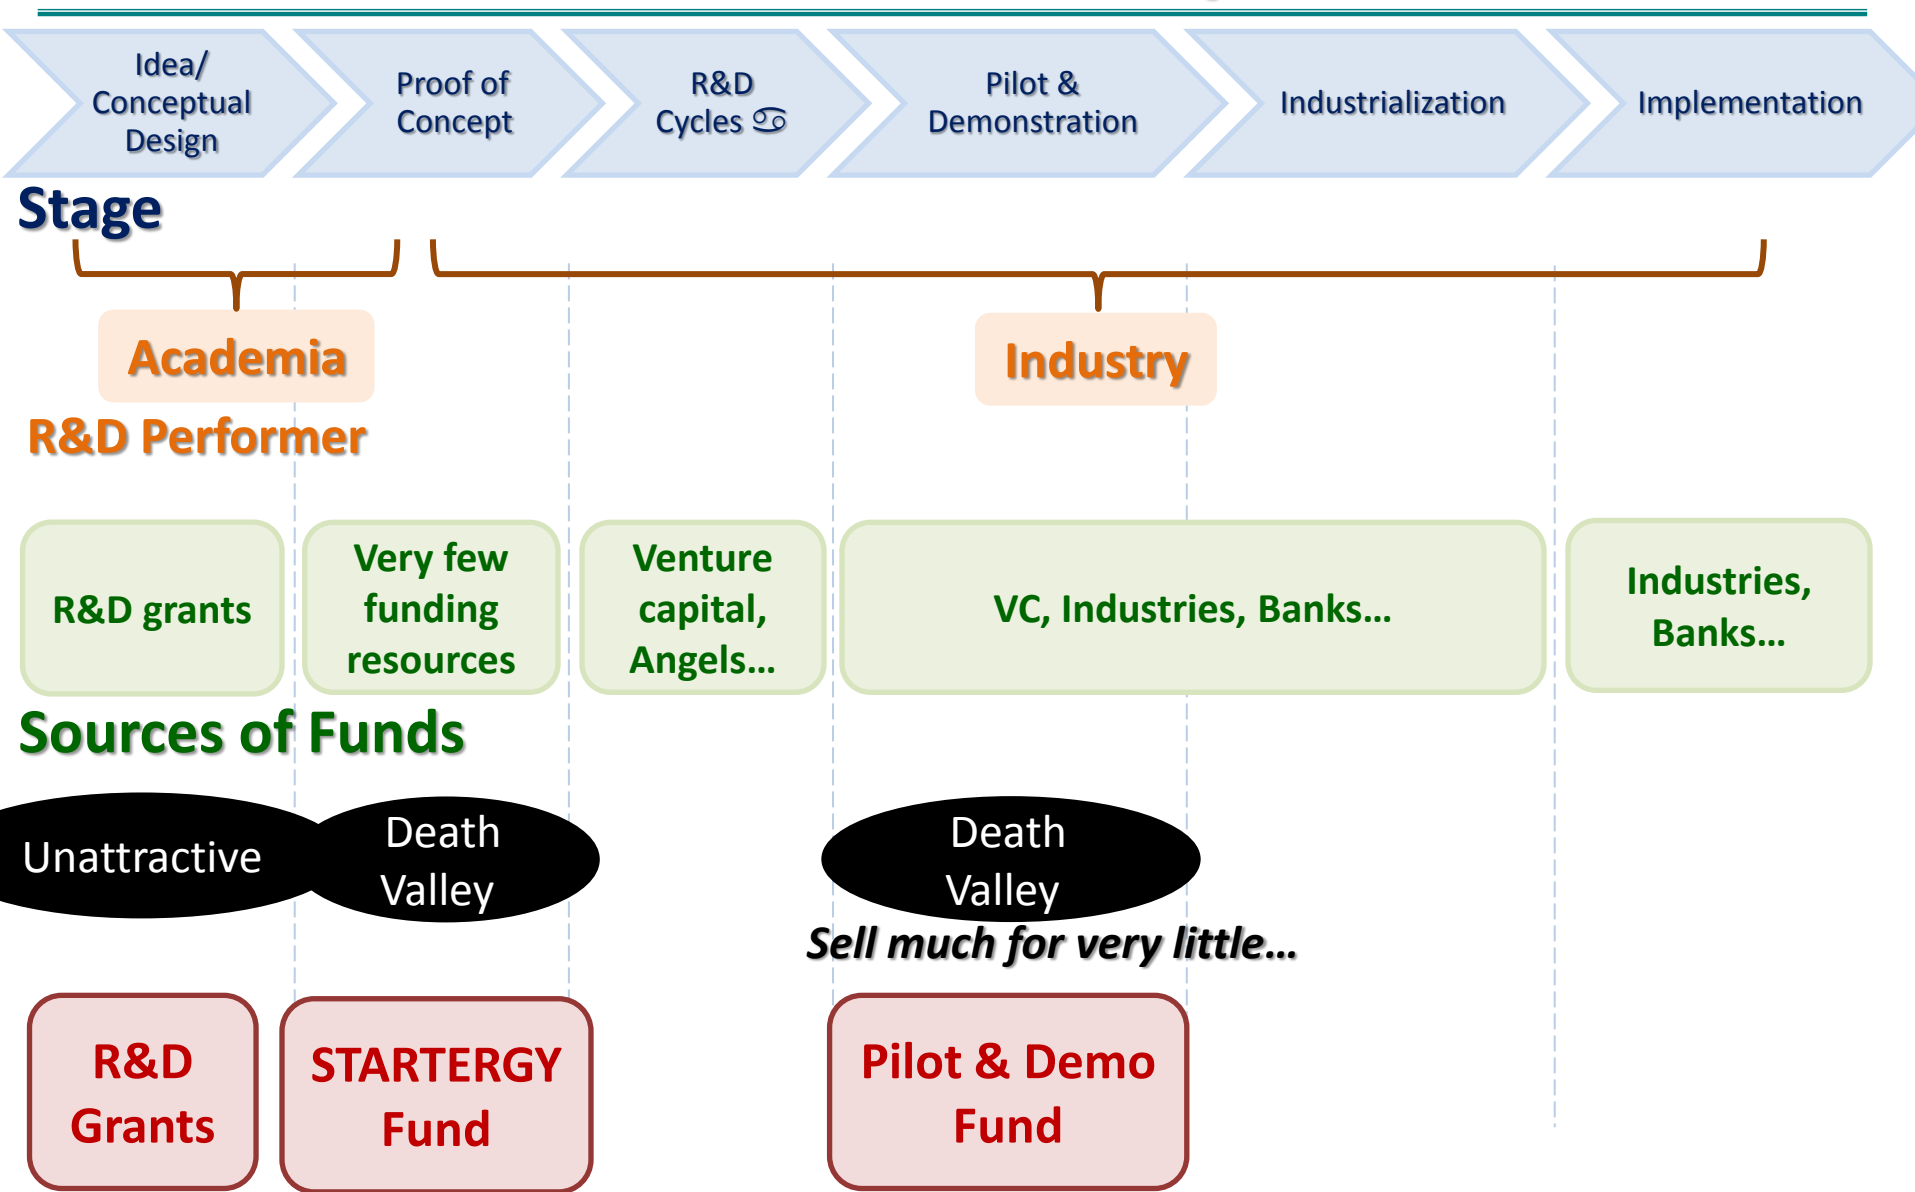 Idea/
Conceptual
Design
Proof of
Concept
R&D
Cycles ♋
Pilot &
Demonstration
Industrialization
Implementation
Stage
Academia
Industry
R&D Performer
R&D grants
Very few
funding
resources
Venture
capital,
Angels...
VC, Industries, Banks...
Industries,
Banks...
Sources of Funds
Unattractive
Death
Valley
Death
Valley
Sell much for very little...
R&D
Grants
STARTERGY
Fund
Pilot & Demo
Fund